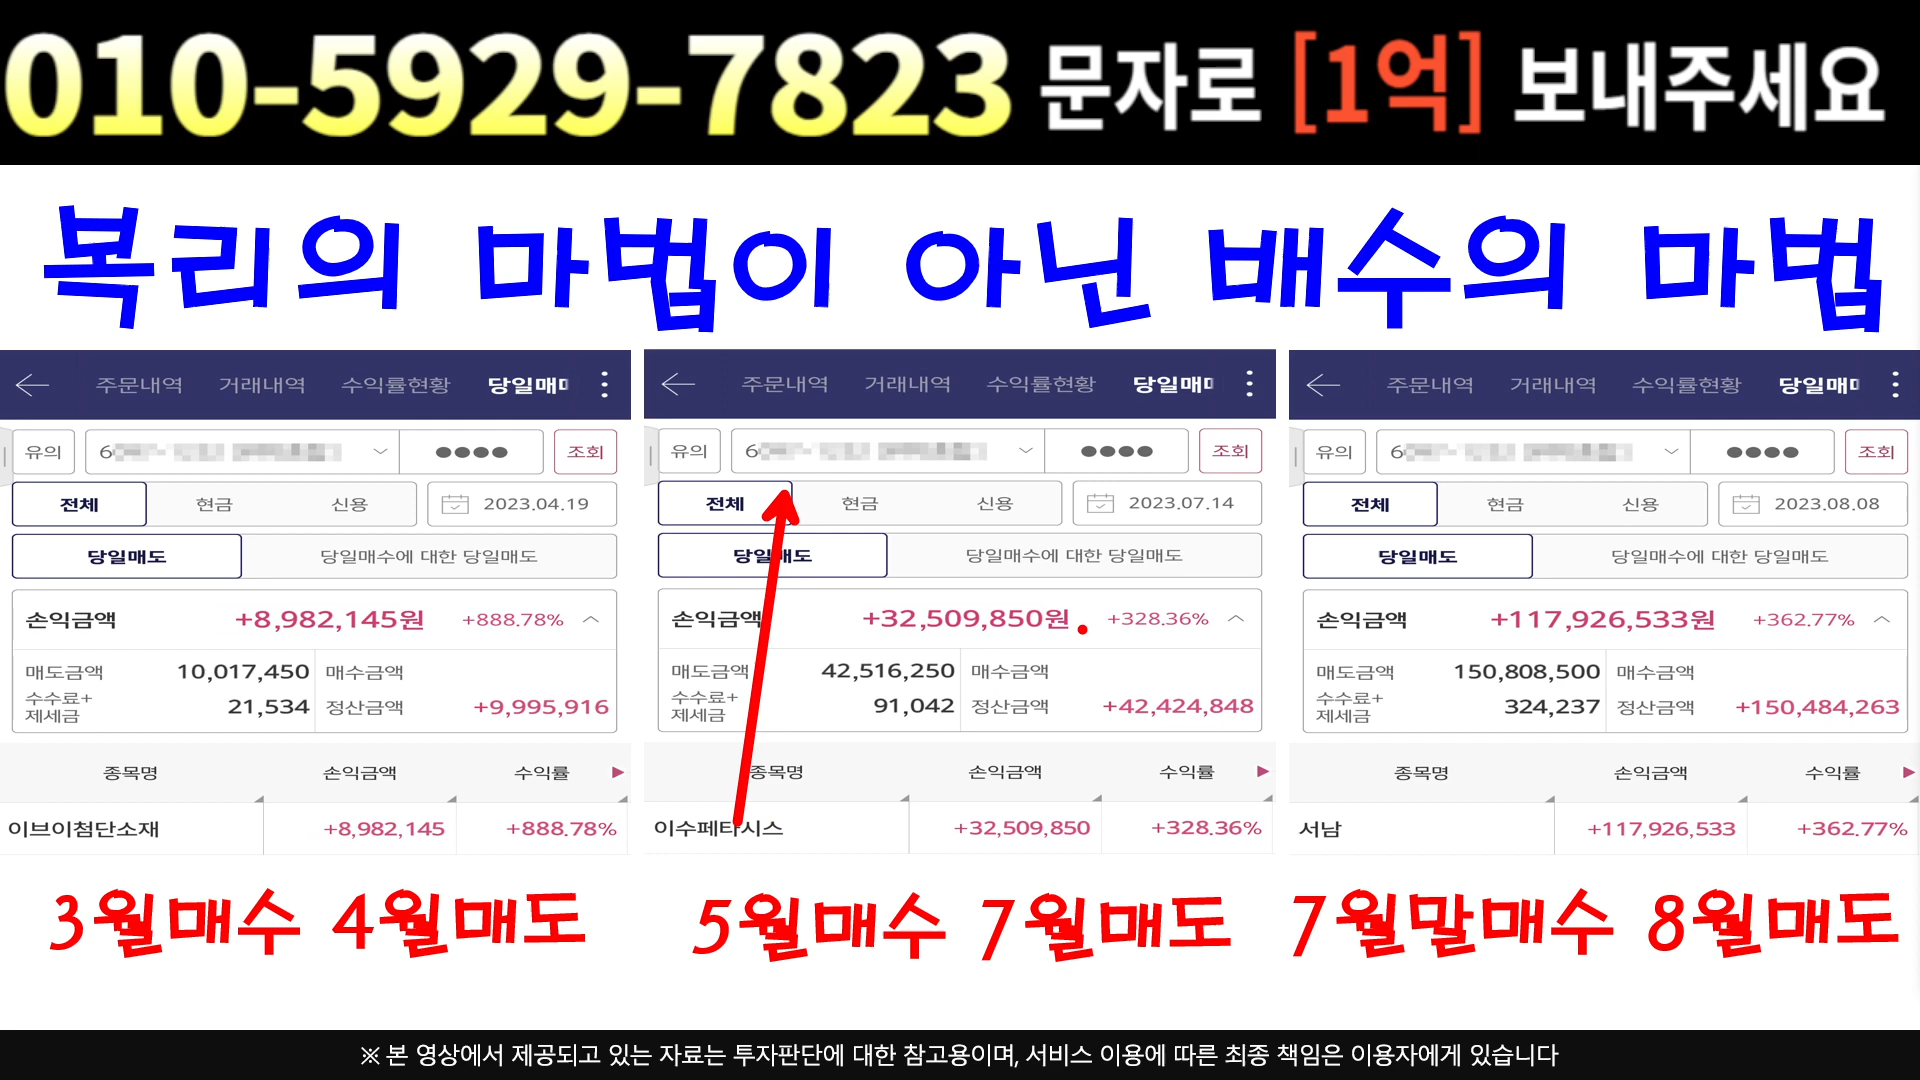 010-5929-7823 문자로 [1억] 보내주세요
복리의 마법이 아닌 배수의 마법
주문내역 거래내역 수익률현황 당일매
유의 6 ●●●● 조회
전체 현금 신용 2023.04.19
당일매도 당일매수에 대한 당일매도
손익금액 +8,982,145원 +888.78%
매도금액 10,017,450 매수금액
수수료+
제세금 21,534 정산금액 +9,995,916
종목명 손익금액 수익률
이브이첨단소재 +8,982,145 +888.78%
3월매수 4월매도
주문내역 거래내역 수익률현황 당일매
유의 6 ●●●● 조회
전체 현금 신용 2023.07.14
당일매도 당일매수에 대한 당일매도
손익금액 +32,509,850원 +328.36%
매도금액 42,516,250 매수금액
수수료+
제세금 91,042 정산금액 +42,424,848
종목명 손익금액 수익률
이수페타시스 +32,509,850 +328.36%
5월매수 7월매도
주문내역 거래내역 수익률현황 당일매
유의 6 ●●●● 조회
전체 현금 신용 2023.08.08
당일매도 당일매수에 대한 당일매도
손익금액 +117,926,533원 +362.77%
매도금액 150,808,500 매수금액
수수료+
제세금 324,237 정산금액 +150,484,263
종목명 손익금액 수익률
서남 +117,926,533 +362.77%
7월말매수 8월매도
※ 본 영상에서 제공되고 있는 자료는 투자판단에 대한 참고용이며, 서비스 이용에 따른 최종 책임은 이용자에게 있습니다